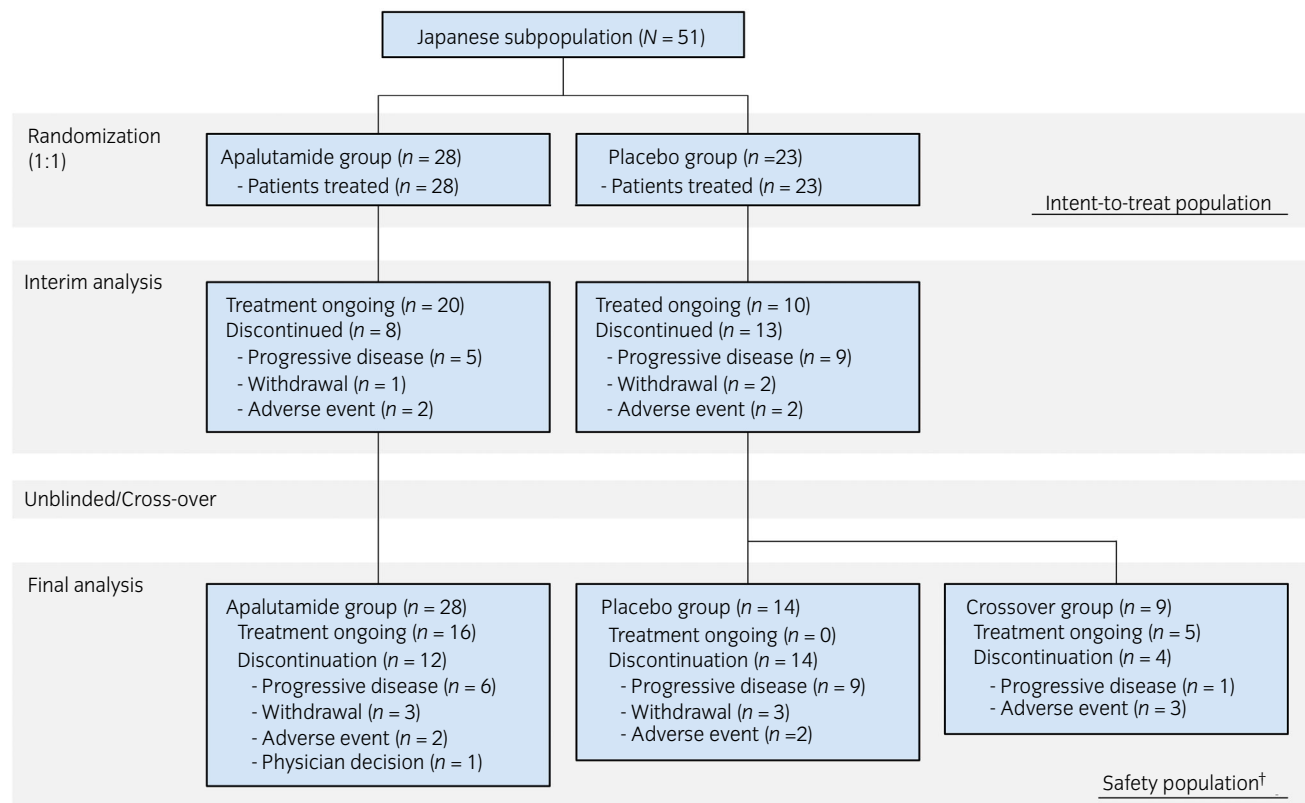 Japanese subpopulation (N = 51)
Randomization
(1:1)
Apalutamide group (n = 28)
- Patients treated (n = 28)
Placebo group (n =23)
- Patients treated (n = 23)
Intent-to-treat population
Interim analysis
Treatment ongoing (n = 20)
Discontinued (n = 8)
- Progressive disease (n = 5)
- Withdrawal (n = 1)
- Adverse event (n = 2)
Treated ongoing (n = 10)
Discontinued (n = 13)
- Progressive disease (n = 9)
- Withdrawal (n = 2)
- Adverse event (n = 2)
Unblinded/Cross-over
Final analysis
Apalutamide group (n = 28)
Treatment ongoing (n = 16)
Discontinuation (n = 12)
- Progressive disease (n = 6)
- Withdrawal (n = 3)
- Adverse event (n = 2)
- Physician decision (n = 1)
Placebo group (n = 14)
Treatment ongoing (n = 0)
Discontinuation (n = 14)
- Progressive disease (n = 9)
- Withdrawal (n = 3)
- Adverse event (n =2)
Crossover group (n = 9)
Treatment ongoing (n = 5)
Discontinuation (n = 4)
- Progressive disease (n = 1)
- Adverse event (n = 3)
Safety population†